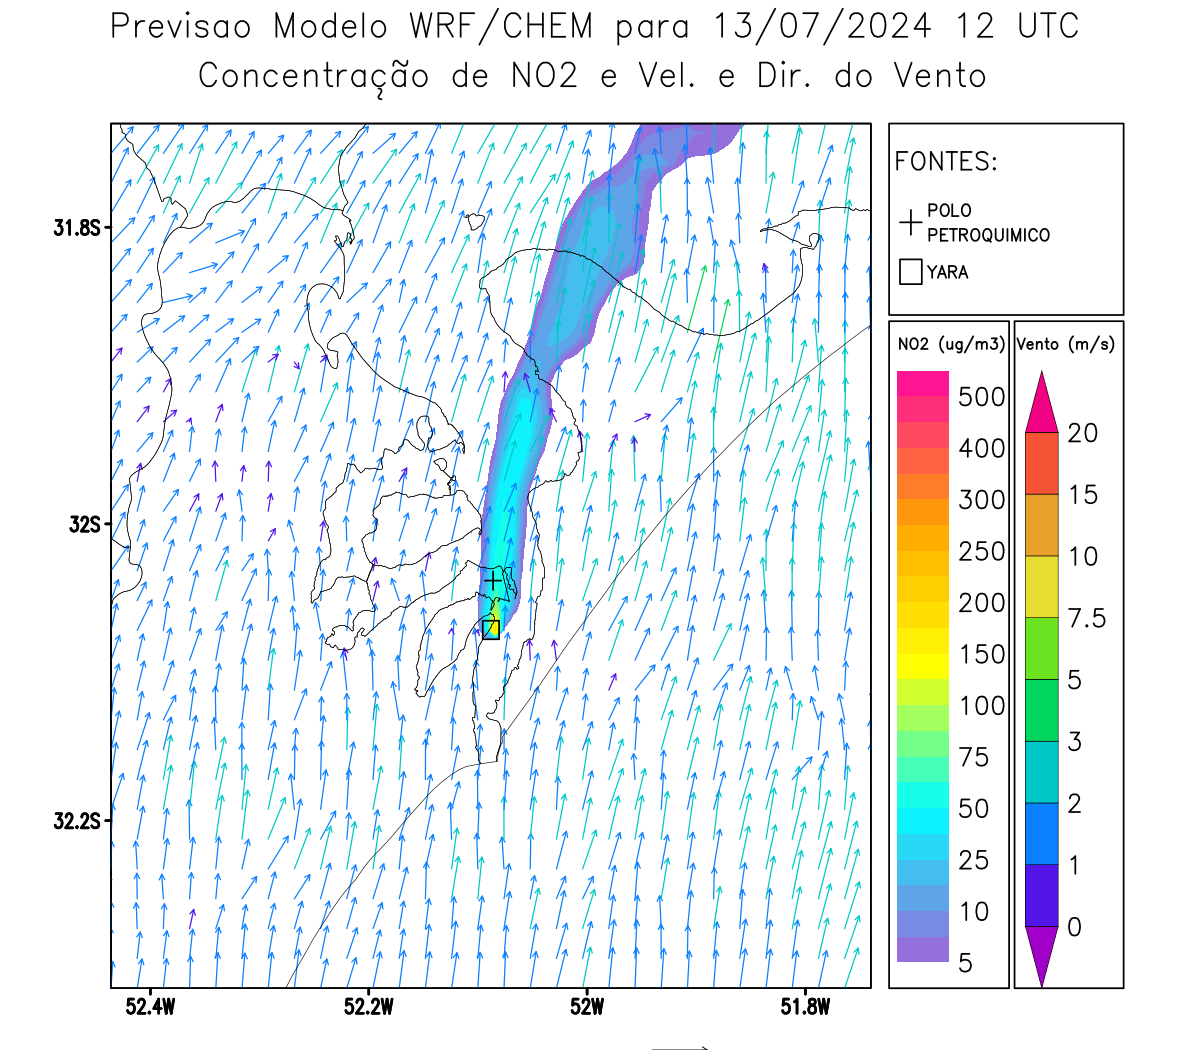 Previsao Modelo WRF/CHEM para 13/07/2024 12 UTC
Concentração de NO2 e Vel. e Dir. do Vento
FONTES:
POLO
PETROQUIMICO
YARA
NO2 (ug/m3)
500
400
300
250
200
150
100
75
50
25
10
5
Vento (m/s)
20
15
10
7.5
5
3
2
1
0
31.8S
32S
32.2S
52.4W
52.2W
52W
51.8W